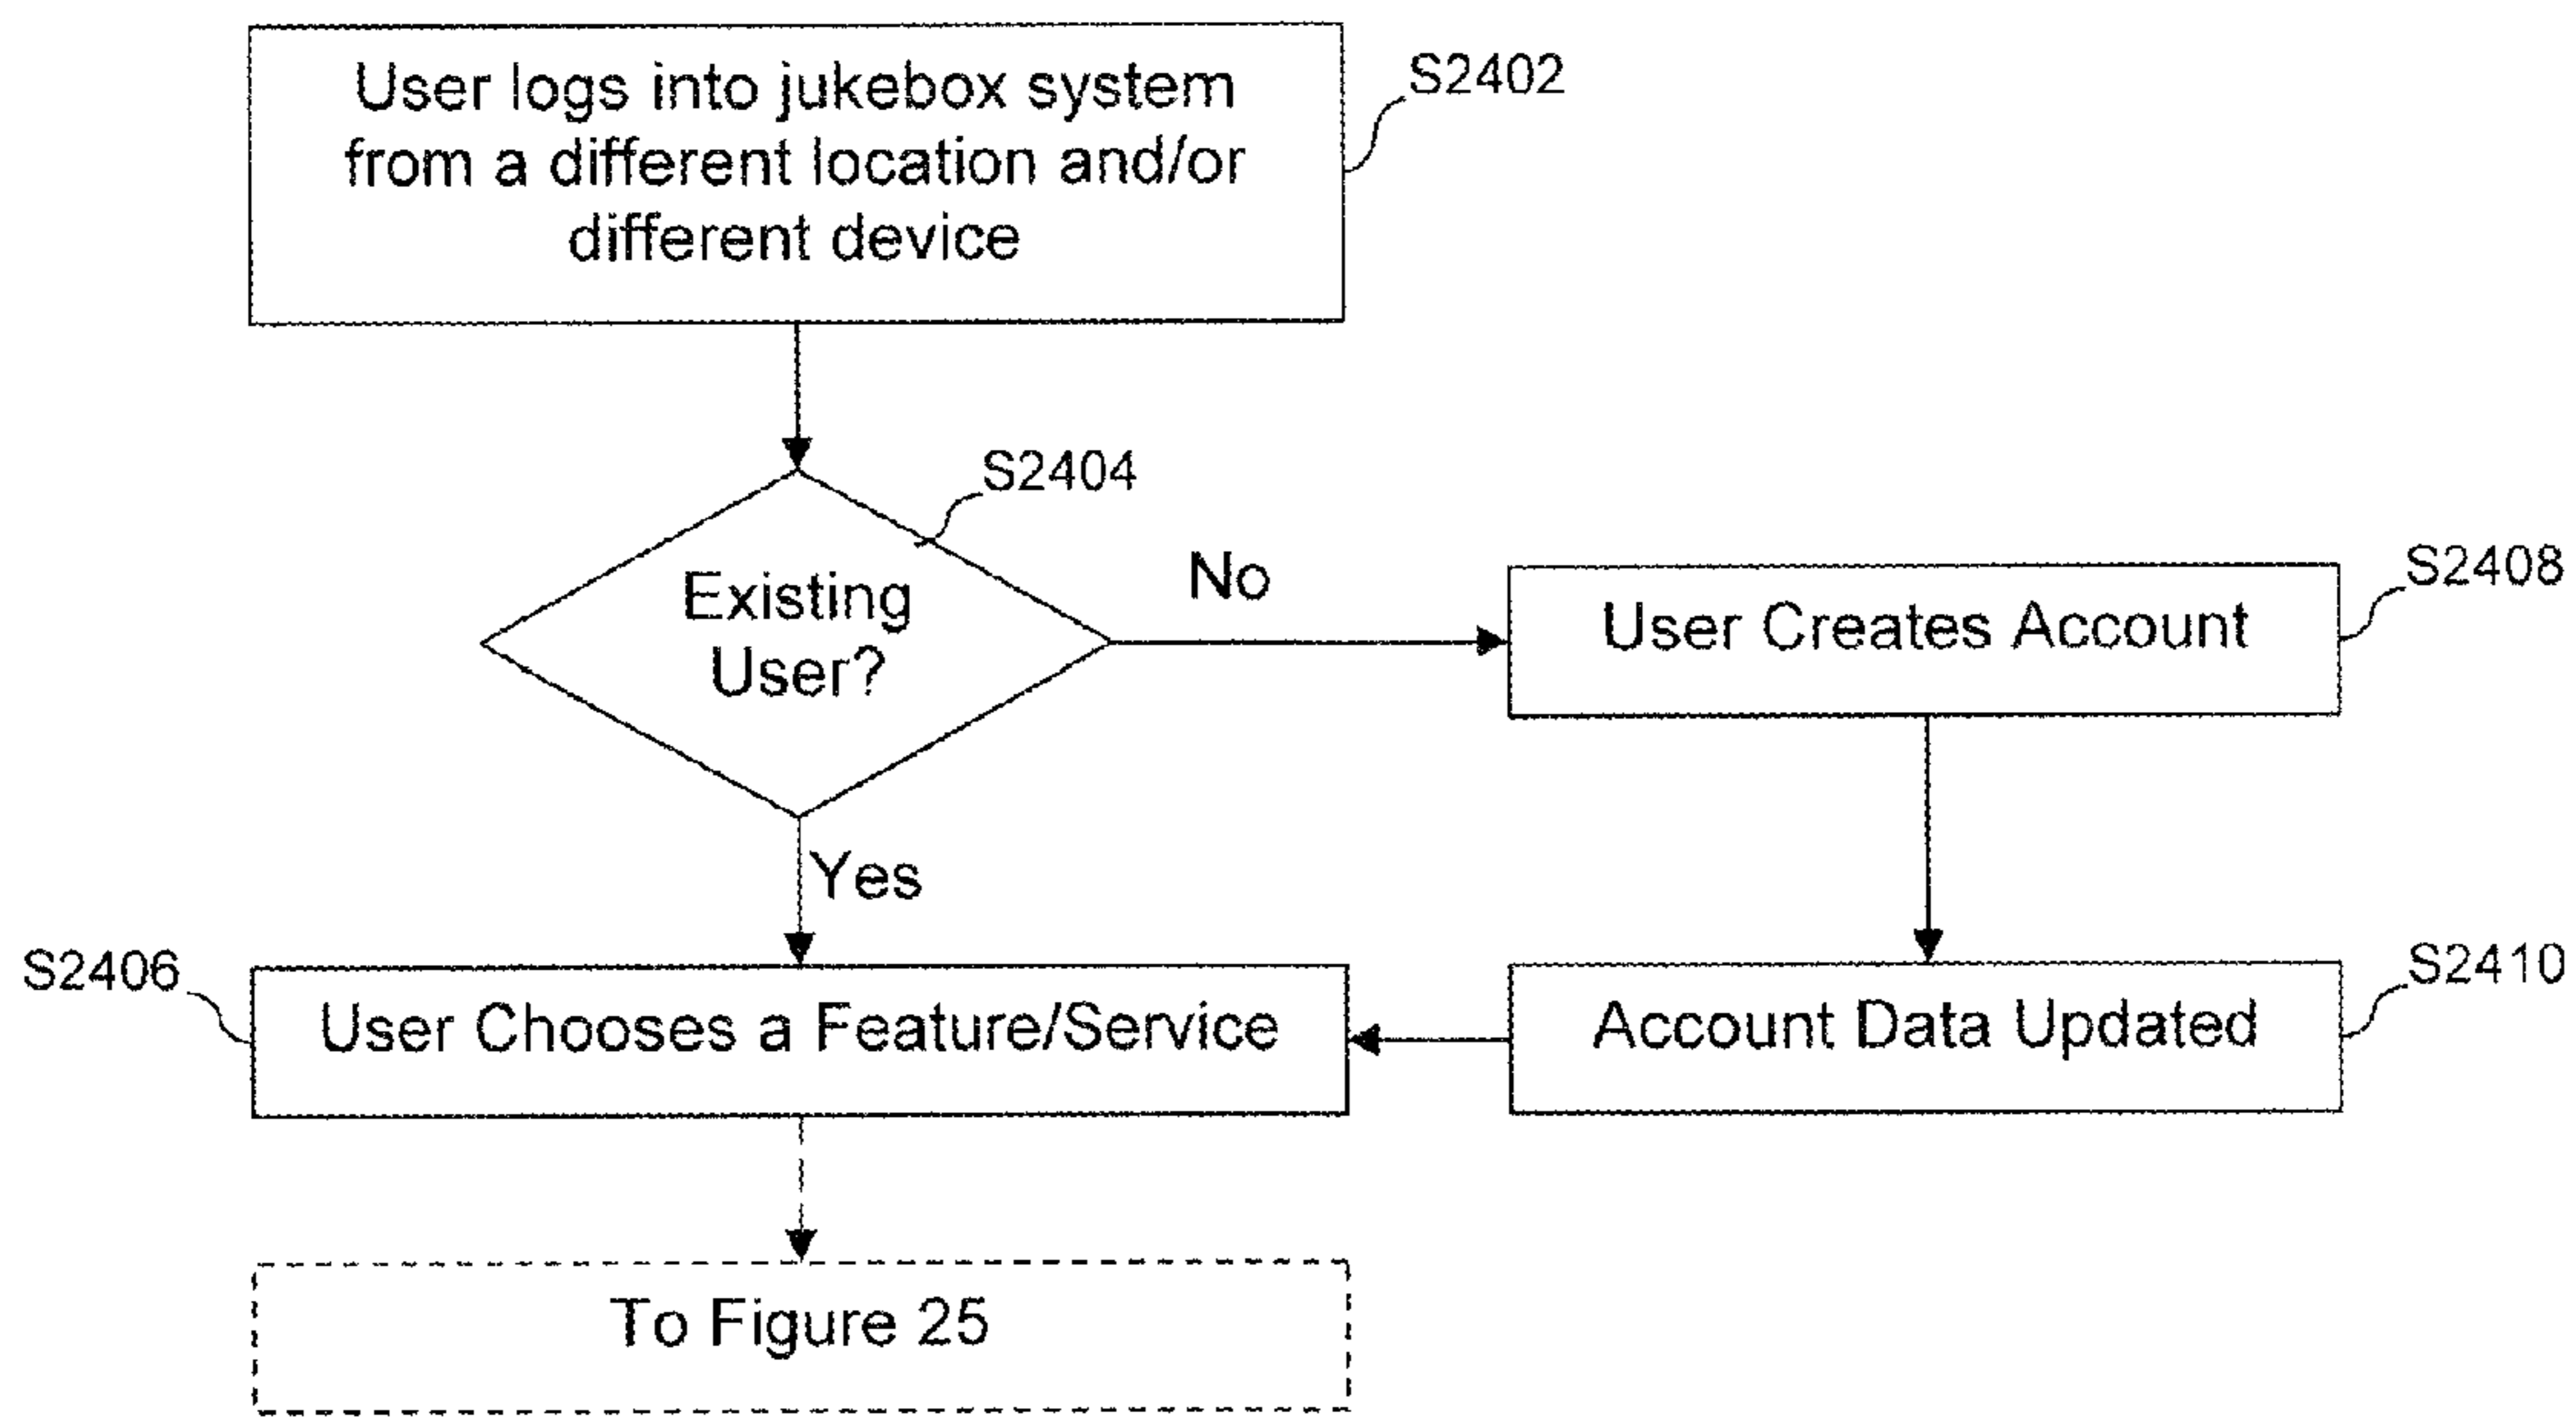 User logs into jukebox system
from a different location and/or
different device
S2402
S2404
Existing
User?
No
User Creates Account
S2408
Yes
S2406
User Chooses a Feature/Service
Account Data Updated
S2410
To Figure 25